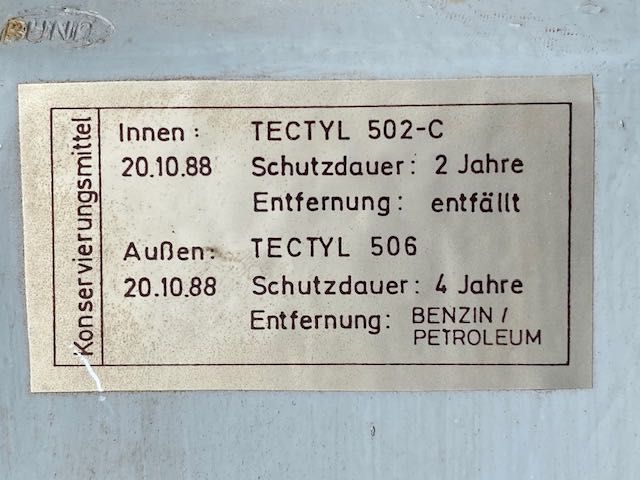 BUND
Konservierungsmittel
Innen: TECTYL 502-C
20.10.88 Schutzdauer: 2 Jahre
Entfernung: entfällt
Außen: TECTYL 506
20.10.88 Schutzdauer: 4 Jahre
Entfernung: BENZIN/
PETROLEUM